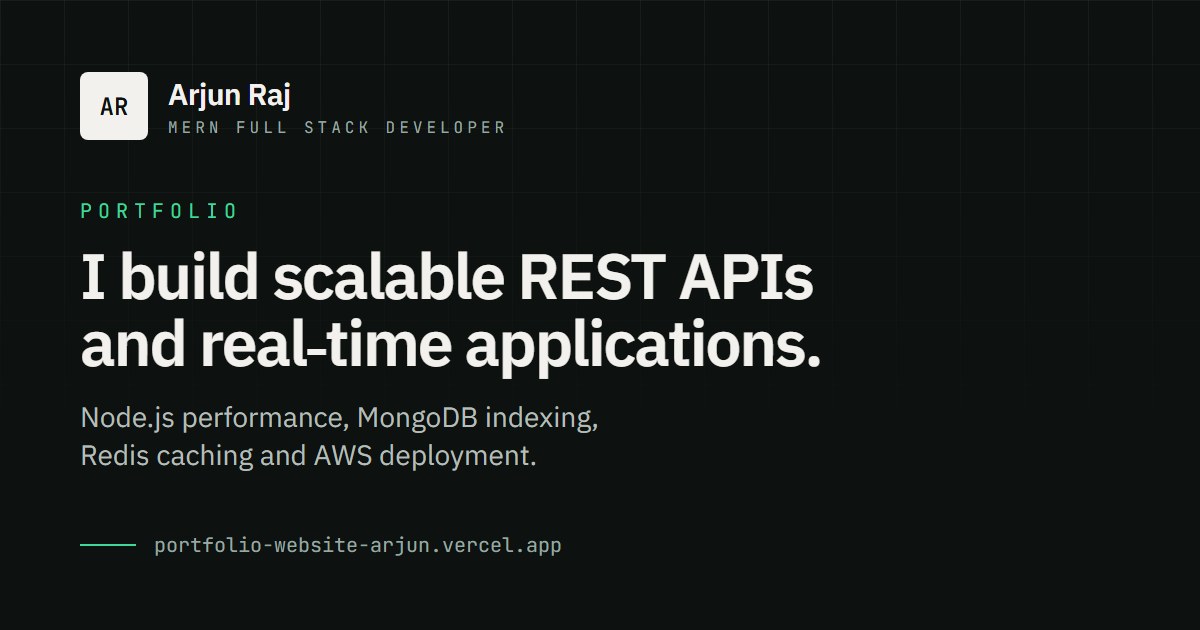 AR
Arjun Raj
MERN FULL STACK DEVELOPER
PORTFOLIO
I build scalable REST APIs
and real-time applications.
Node.js performance, MongoDB indexing,
Redis caching and AWS deployment.
portfolio-website-arjun.vercel.app